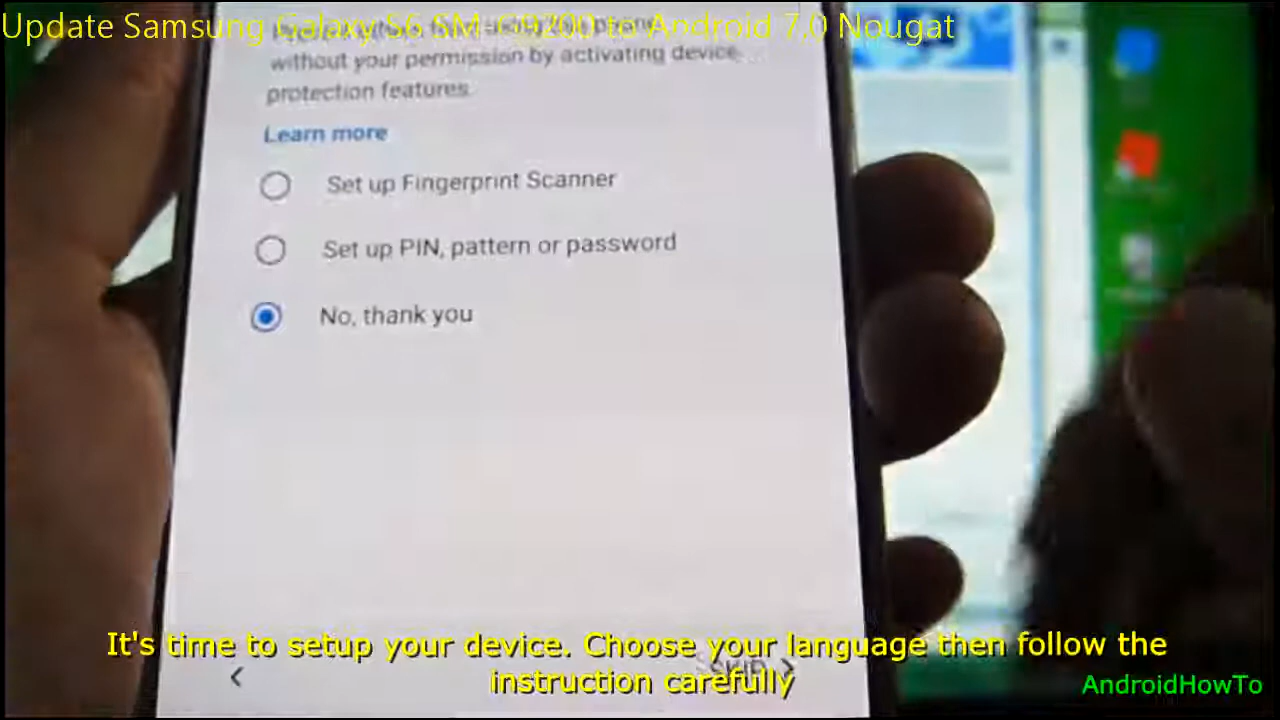 Update Samsung Galaxy S6 SM-G9200 to Android 7.0 Nougat
without your permission by activating device
protection features.
Learn more
Set up Fingerprint Scanner
Set up PIN, pattern or password
No, thank you
It's time to setup your device. Choose your language then follow the
SKIP >
<
instruction carefully
AndroidHowTo